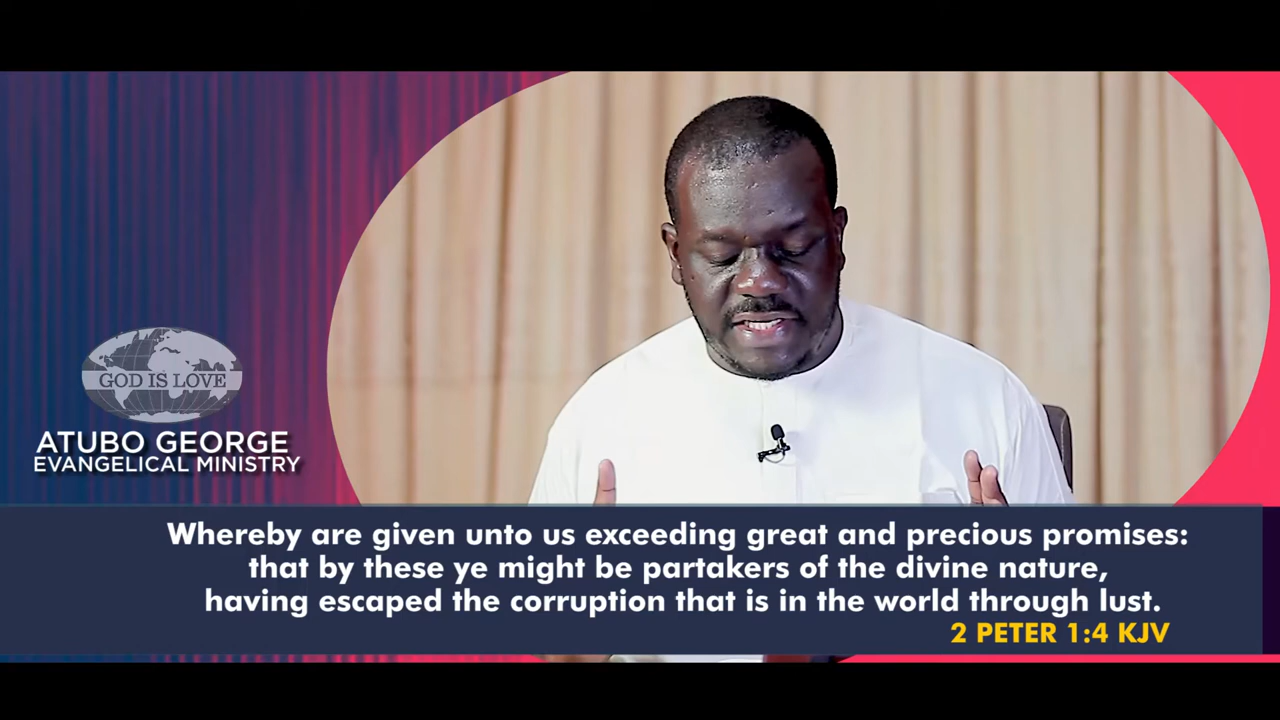 GOD IS LOVE
ATUBO GEORGE
EVANGELICAL MINISTRY
Whereby are given unto us exceeding great and precious promises:
that by these ye might be partakers of the divine nature,
having escaped the corruption that is in the world through lust.
2 PETER 1:4 KJV